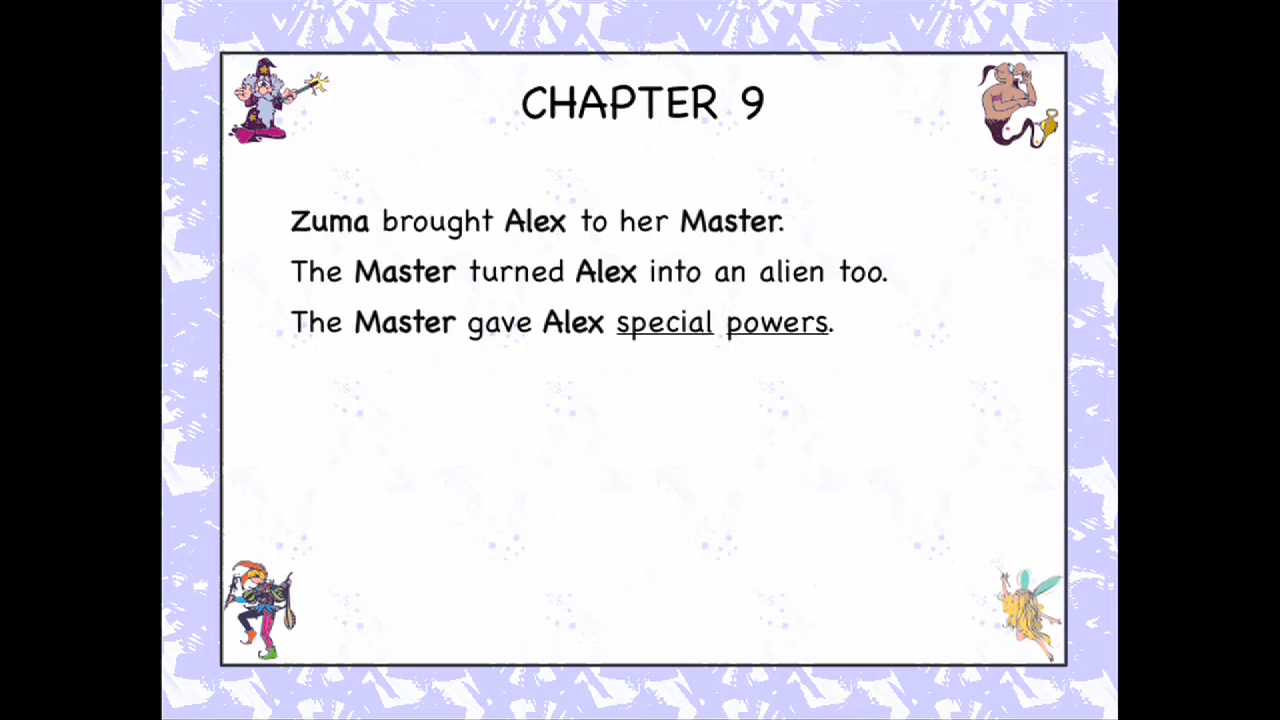 CHAPTER 9
Zuma brought Alex to her Master.
The Master turned Alex into an alien too.
The Master gave Alex special powers.